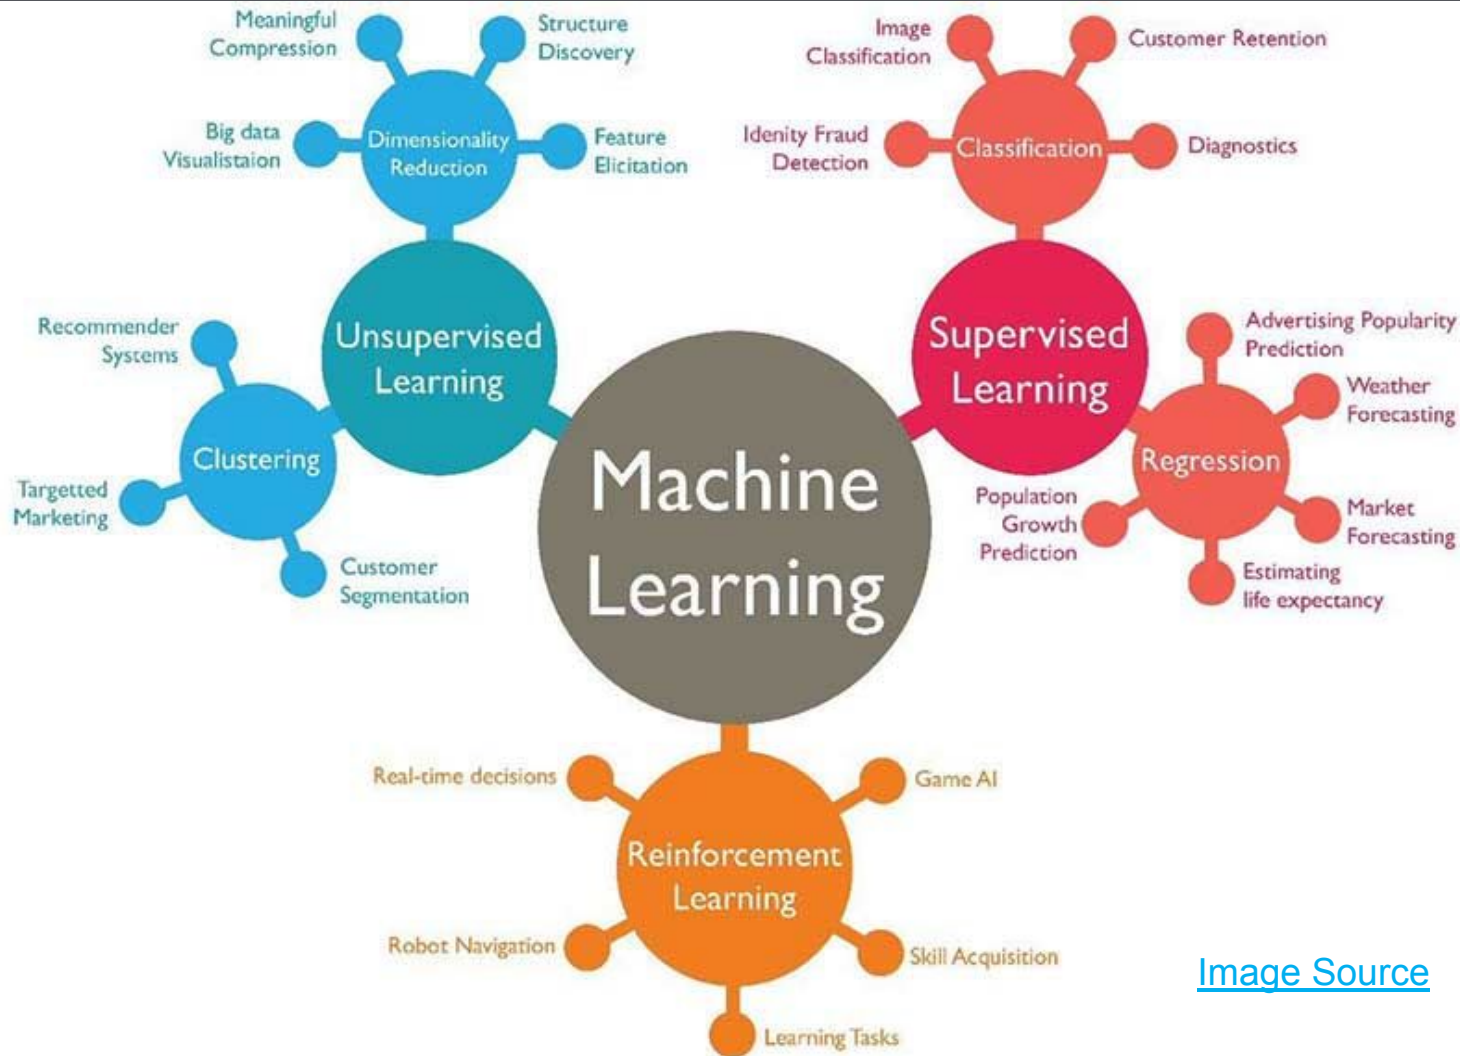 Meaningful
Compression
Structure
Discovery
Big data
Visualistaion
Dimensionality
Reduction
Feature
Elicitation
Image
Classification
Customer Retention
Idenity Fraud
Detection
Classification
Diagnostics
Unsupervised
Learning
Recommender
Systems
Clustering
Targetted
Marketing
Customer
Segmentation
Supervised
Learning
Advertising Popularity
Prediction
Weather
Forecasting
Regression
Population
Growth
Prediction
Market
Forecasting
Estimating
life expectancy
Machine
Learning
Real-time decisions
Game AI
Reinforcement
Learning
Robot Navigation
Skill Acquisition
Learning Tasks
Image Source